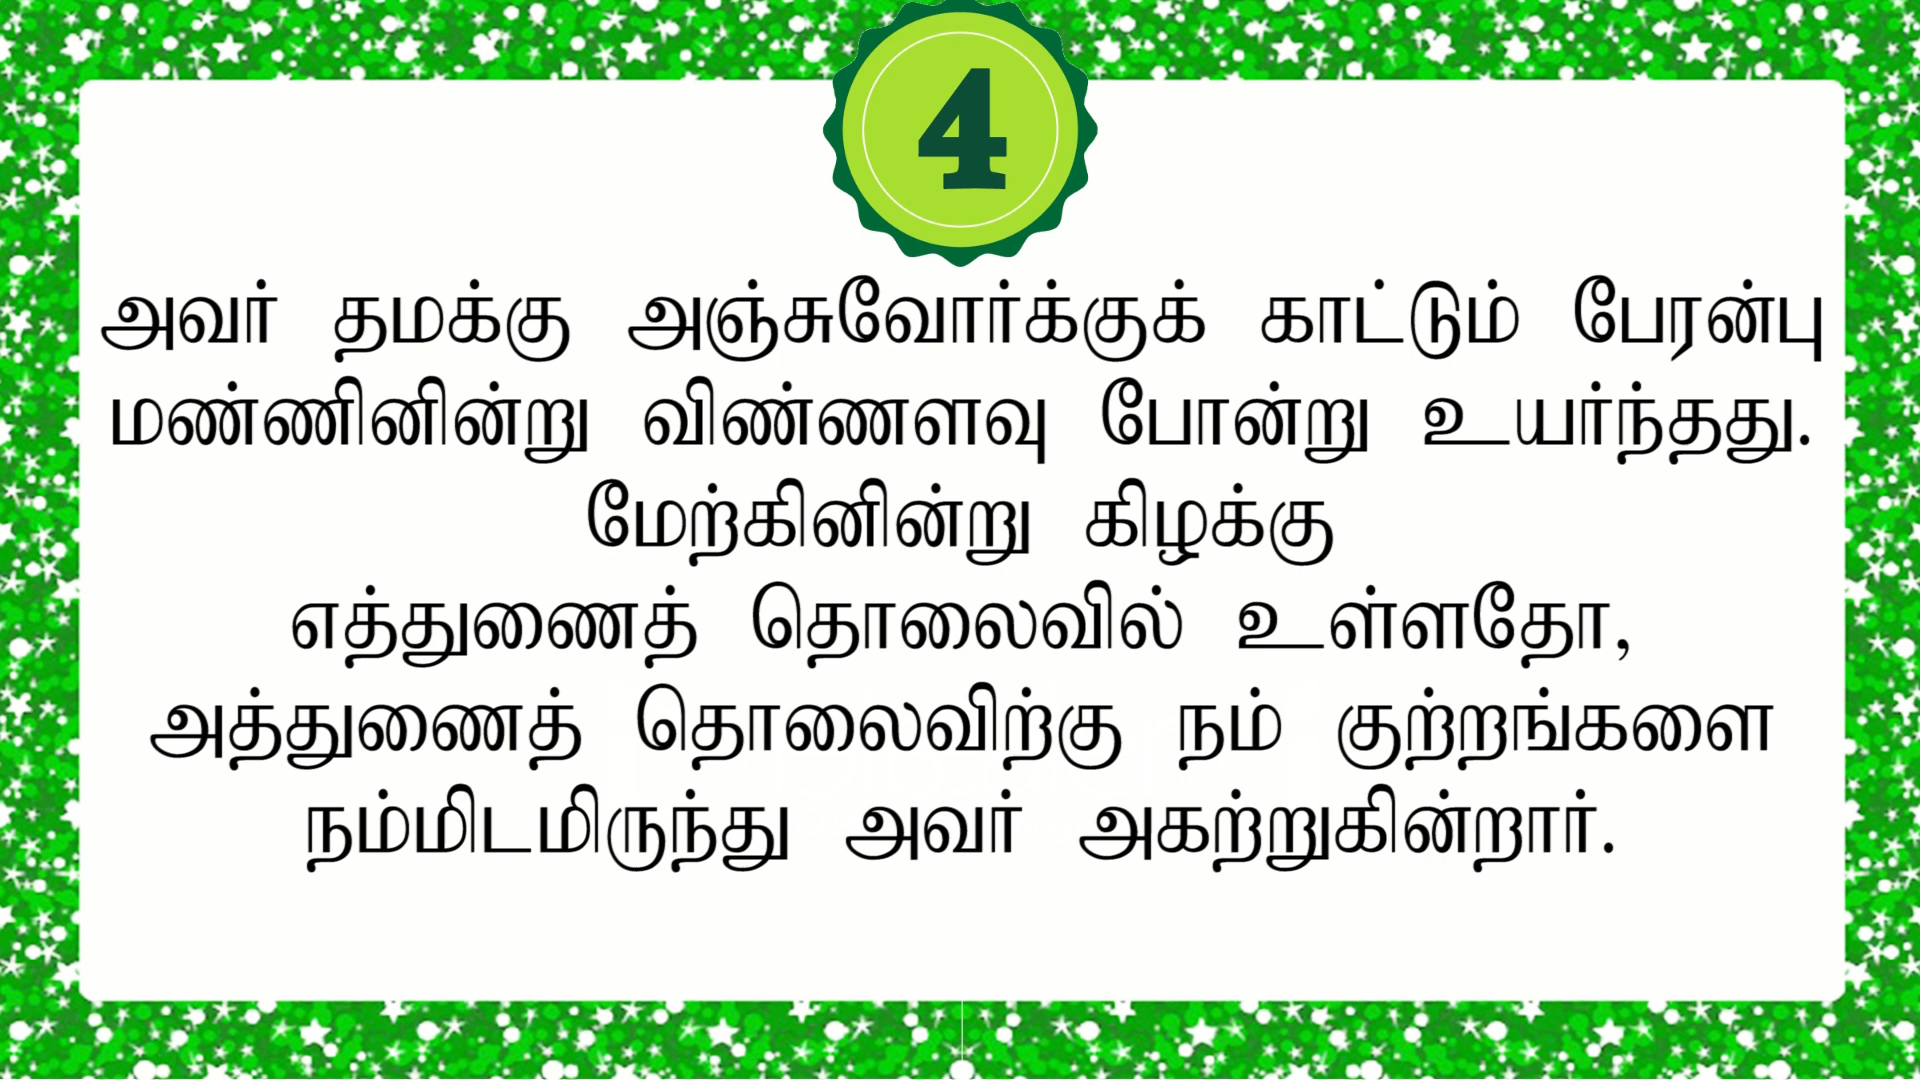 4
அவர் தமக்கு அஞ்சுவோர்க்குக் காட்டும் பேரன்பு
மண்ணினின்று விண்ணளவு போன்று உயர்ந்தது.
மேற்கினின்று கிழக்கு
எத்துணைத் தொலைவில் உள்ளதோ,
அத்துணைத் தொலைவிற்கு நம் குற்றங்களை
நம்மிடமிருந்து அவர் அகற்றுகின்றார்.